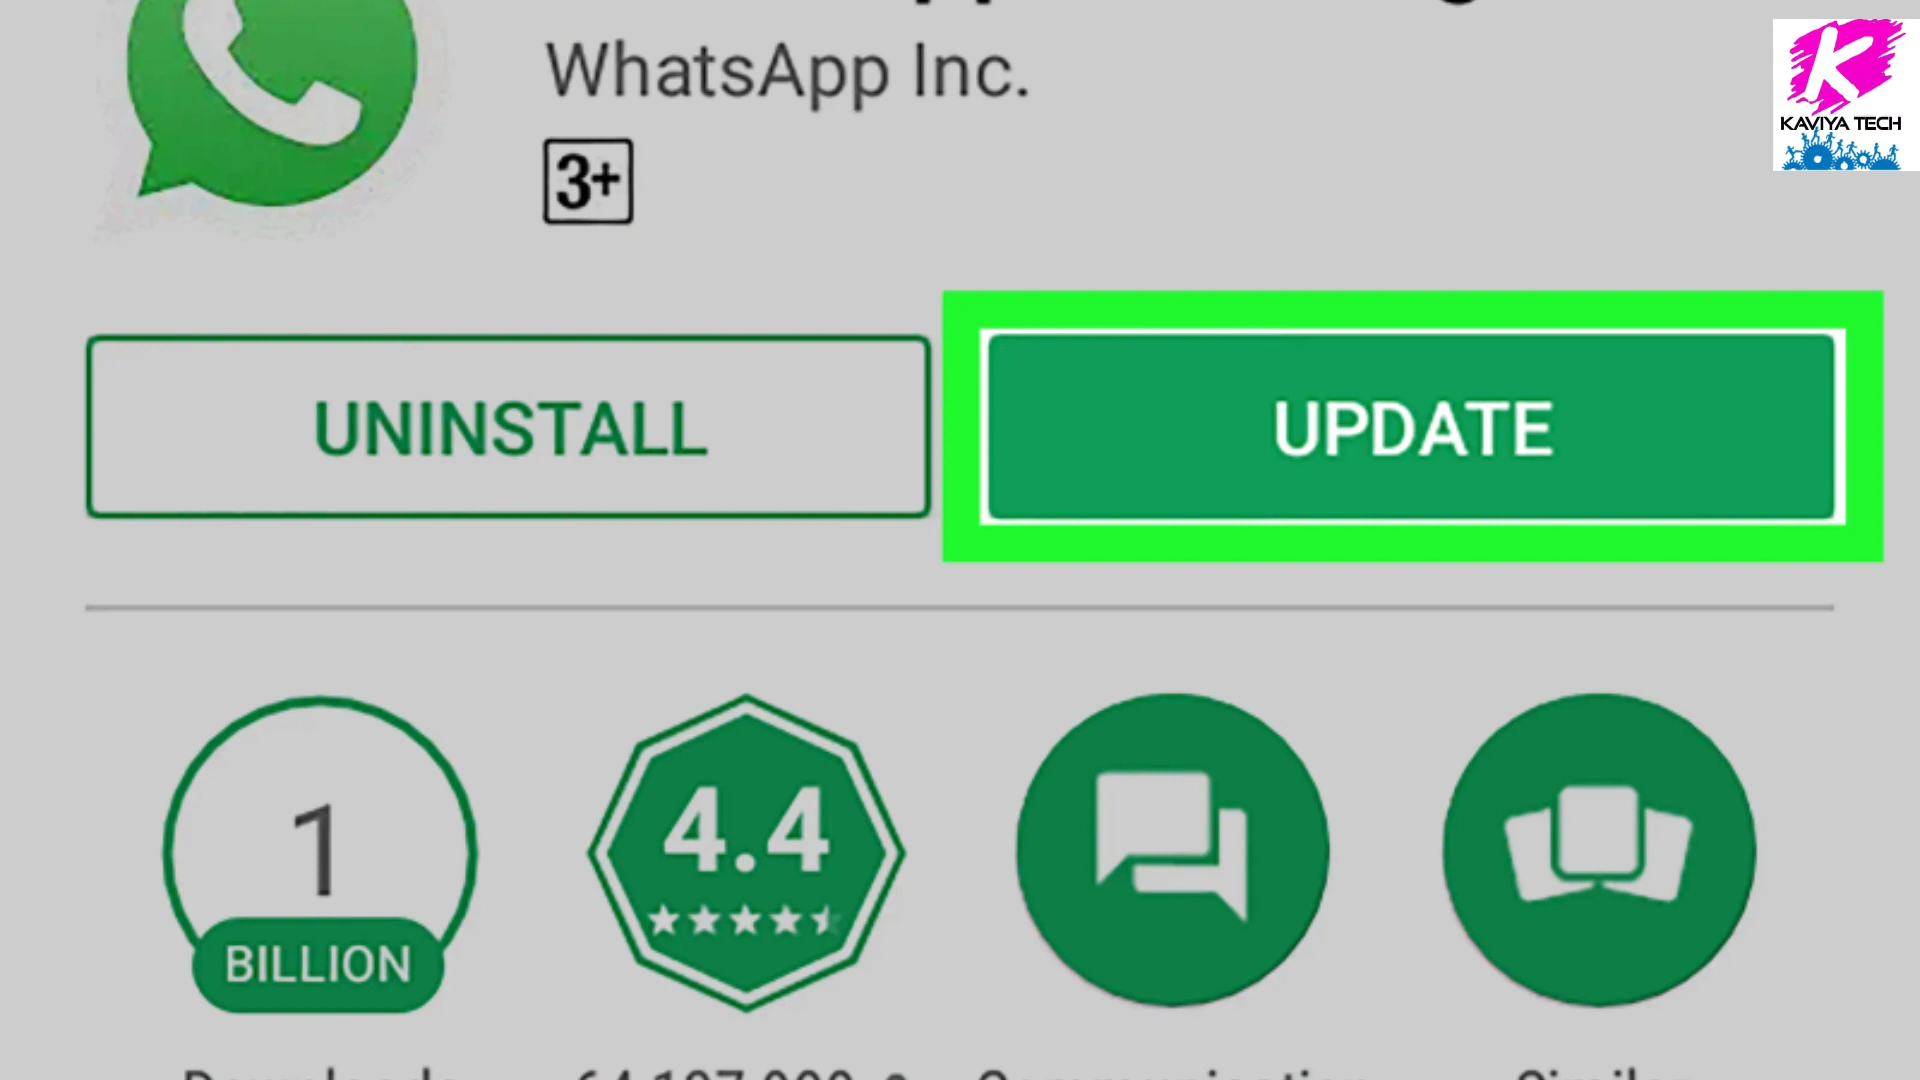 WhatsApp Inc.
3+
KAVIYA TECH
UNINSTALL
UPDATE
1
BILLION
4.4